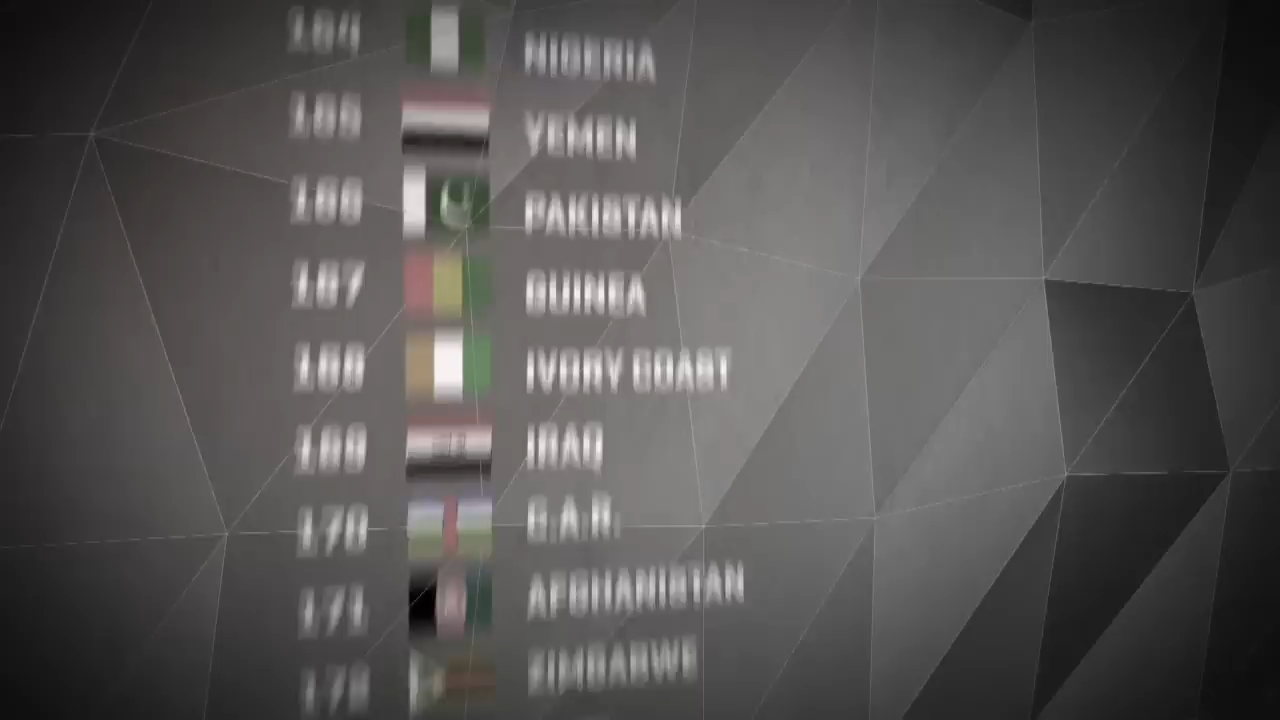 164 NIGERIA
165 YEMEN
166 PAKISTAN
167 GUINEA
168 IVORY COAST
169 IRAQ
170 C.A.R.
171 AFGHANISTAN
172 ZIMBABWE